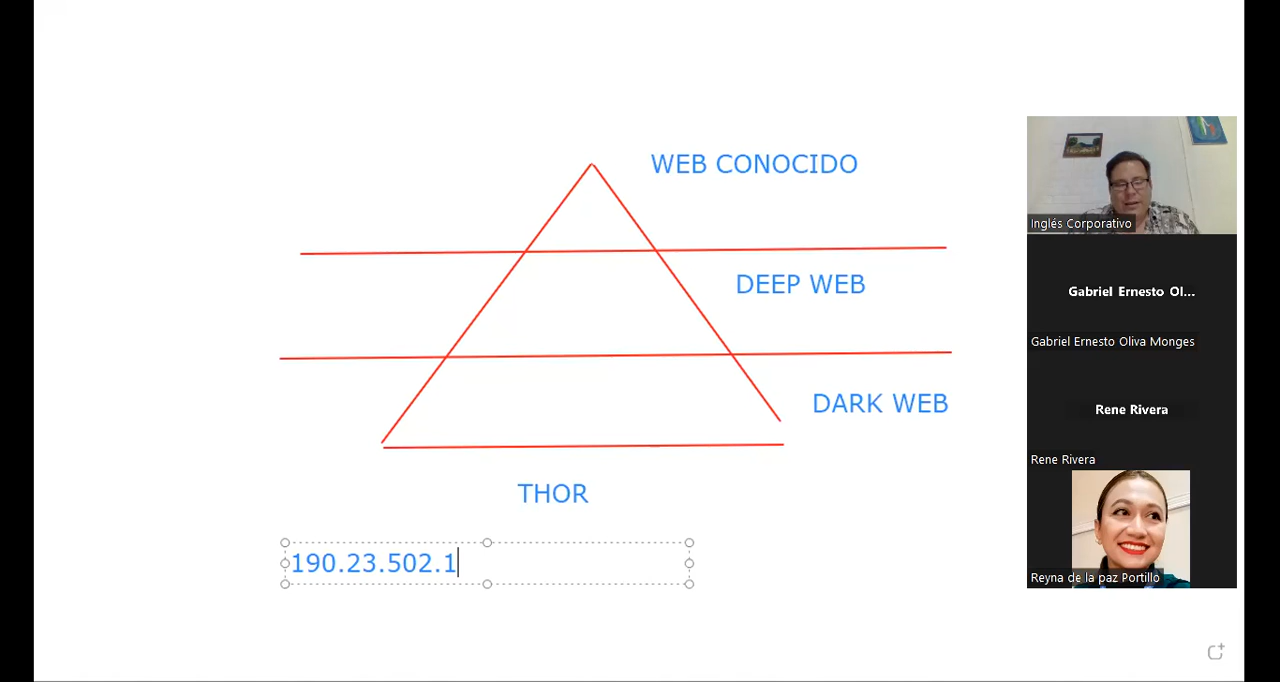 WEB CONOCIDO
DEEP WEB
DARK WEB
THOR
190.23.502.1
Inglés Corporativo
Gabriel Ernesto Ol...
Gabriel Ernesto Oliva Monges
Rene Rivera
Rene Rivera
Reyna de la paz Portillo